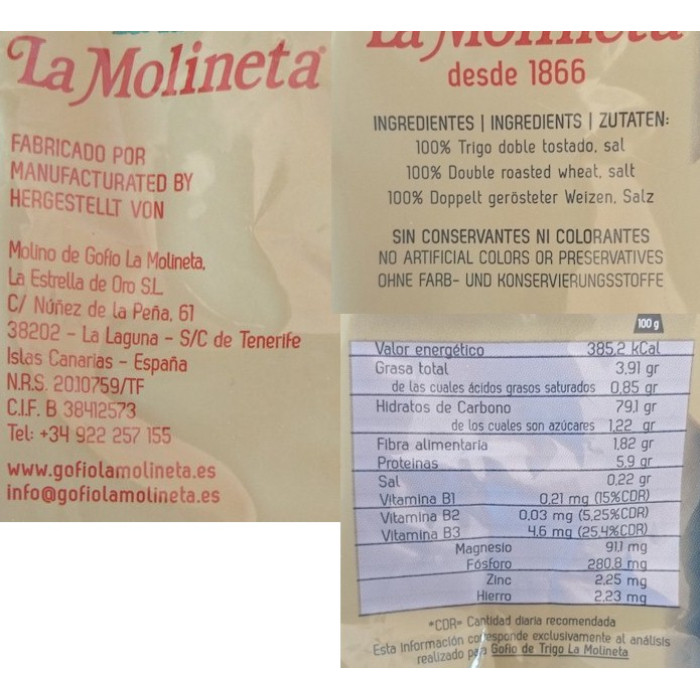 La Molineta
FABRICADO POR
MANUFACTURATED BY
HERGESTELLT VON
Molino de Gofio La Molineta,
La Estrella de Oro S.L
C/ Núñez de la Peña, 61
38202 - La Laguna - S/C de Tenerife
Islas Canarias - España
N.R.S. 2010759/TF
C.I.F. B 38412573
Tel: +34 922 257 155
www.gofiolamolineta.es
info@gofiolamolineta.es
La Molineta
desde 1866
INGREDIENTES | INGREDIENTS | ZUTATEN:
100% Trigo doble tostado, sal
100% Double roasted wheat, salt
100% Doppelt gerösteter Weizen, Salz
SIN CONSERVANTES NI COLORANTES
NO ARTIFICIAL COLORS OR PRESERVATIVES
OHNE FARB- UND KONSERVIERUNGSSTOFFE
100 g
Valor energético 385,2 kCal
Grasa total 3,91 gr
de las cuales ácidos grasos saturados 0,85 gr
Hidratos de Carbono 79,1 gr
de los cuales son azúcares 1,22 gr
Fibra alimentaria 1,82 gr
Proteinas 5,9 gr
Sal 0,22 gr
Vitamina B1 0,21 mg (15%CDR)
Vitamina B2 0,03 mg (5,25%CDR)
Vitamina B3 4,6 mg (25,4%CDR)
Magnesio 91,1 mg
Fósforo 280,8 mg
Zinc 2,25 mg
Hierro 2,23 mg
*CDR= Cantidad diaria recomendada
Esta información corresponde exclusivamente al análisis
realizado para Gofio de Trigo La Molineta